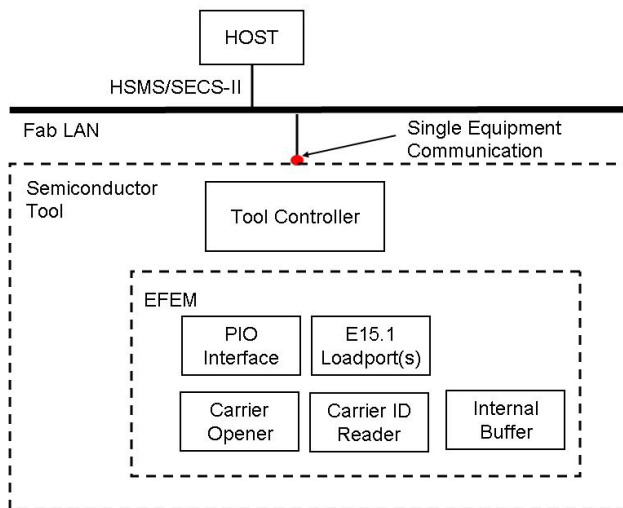 HOST
HSMS/SECS-II
Fab LAN
Single Equipment
Communication
Semiconductor
Tool
Tool Controller
EFEM
PIO
Interface
E15.1
Loadport(s)
Carrier
Opener
Carrier ID
Reader
Internal
Buffer